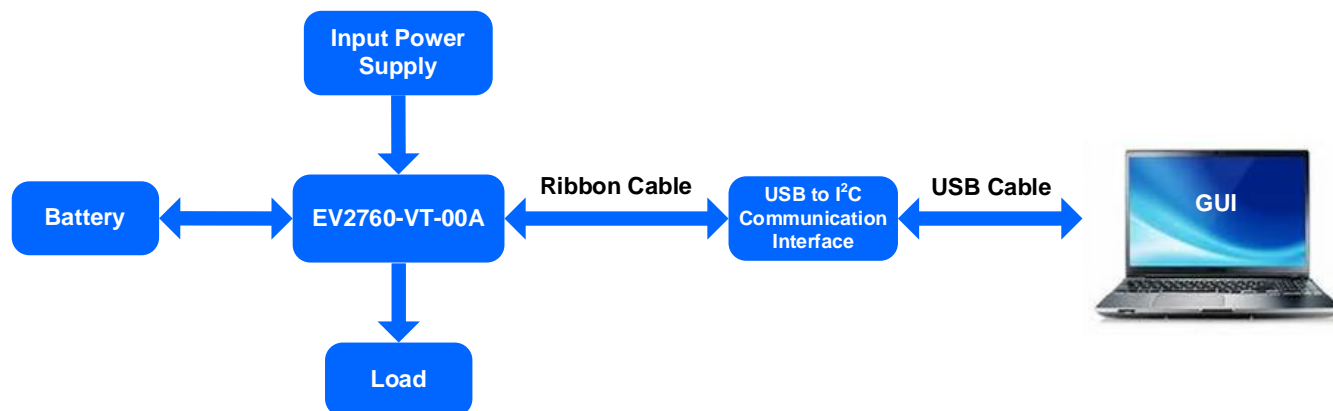 Input Power
Supply
Battery
EV2760-VT-00A
Ribbon Cable
USB to I²C
Communication
Interface
USB Cable
GUI
Load